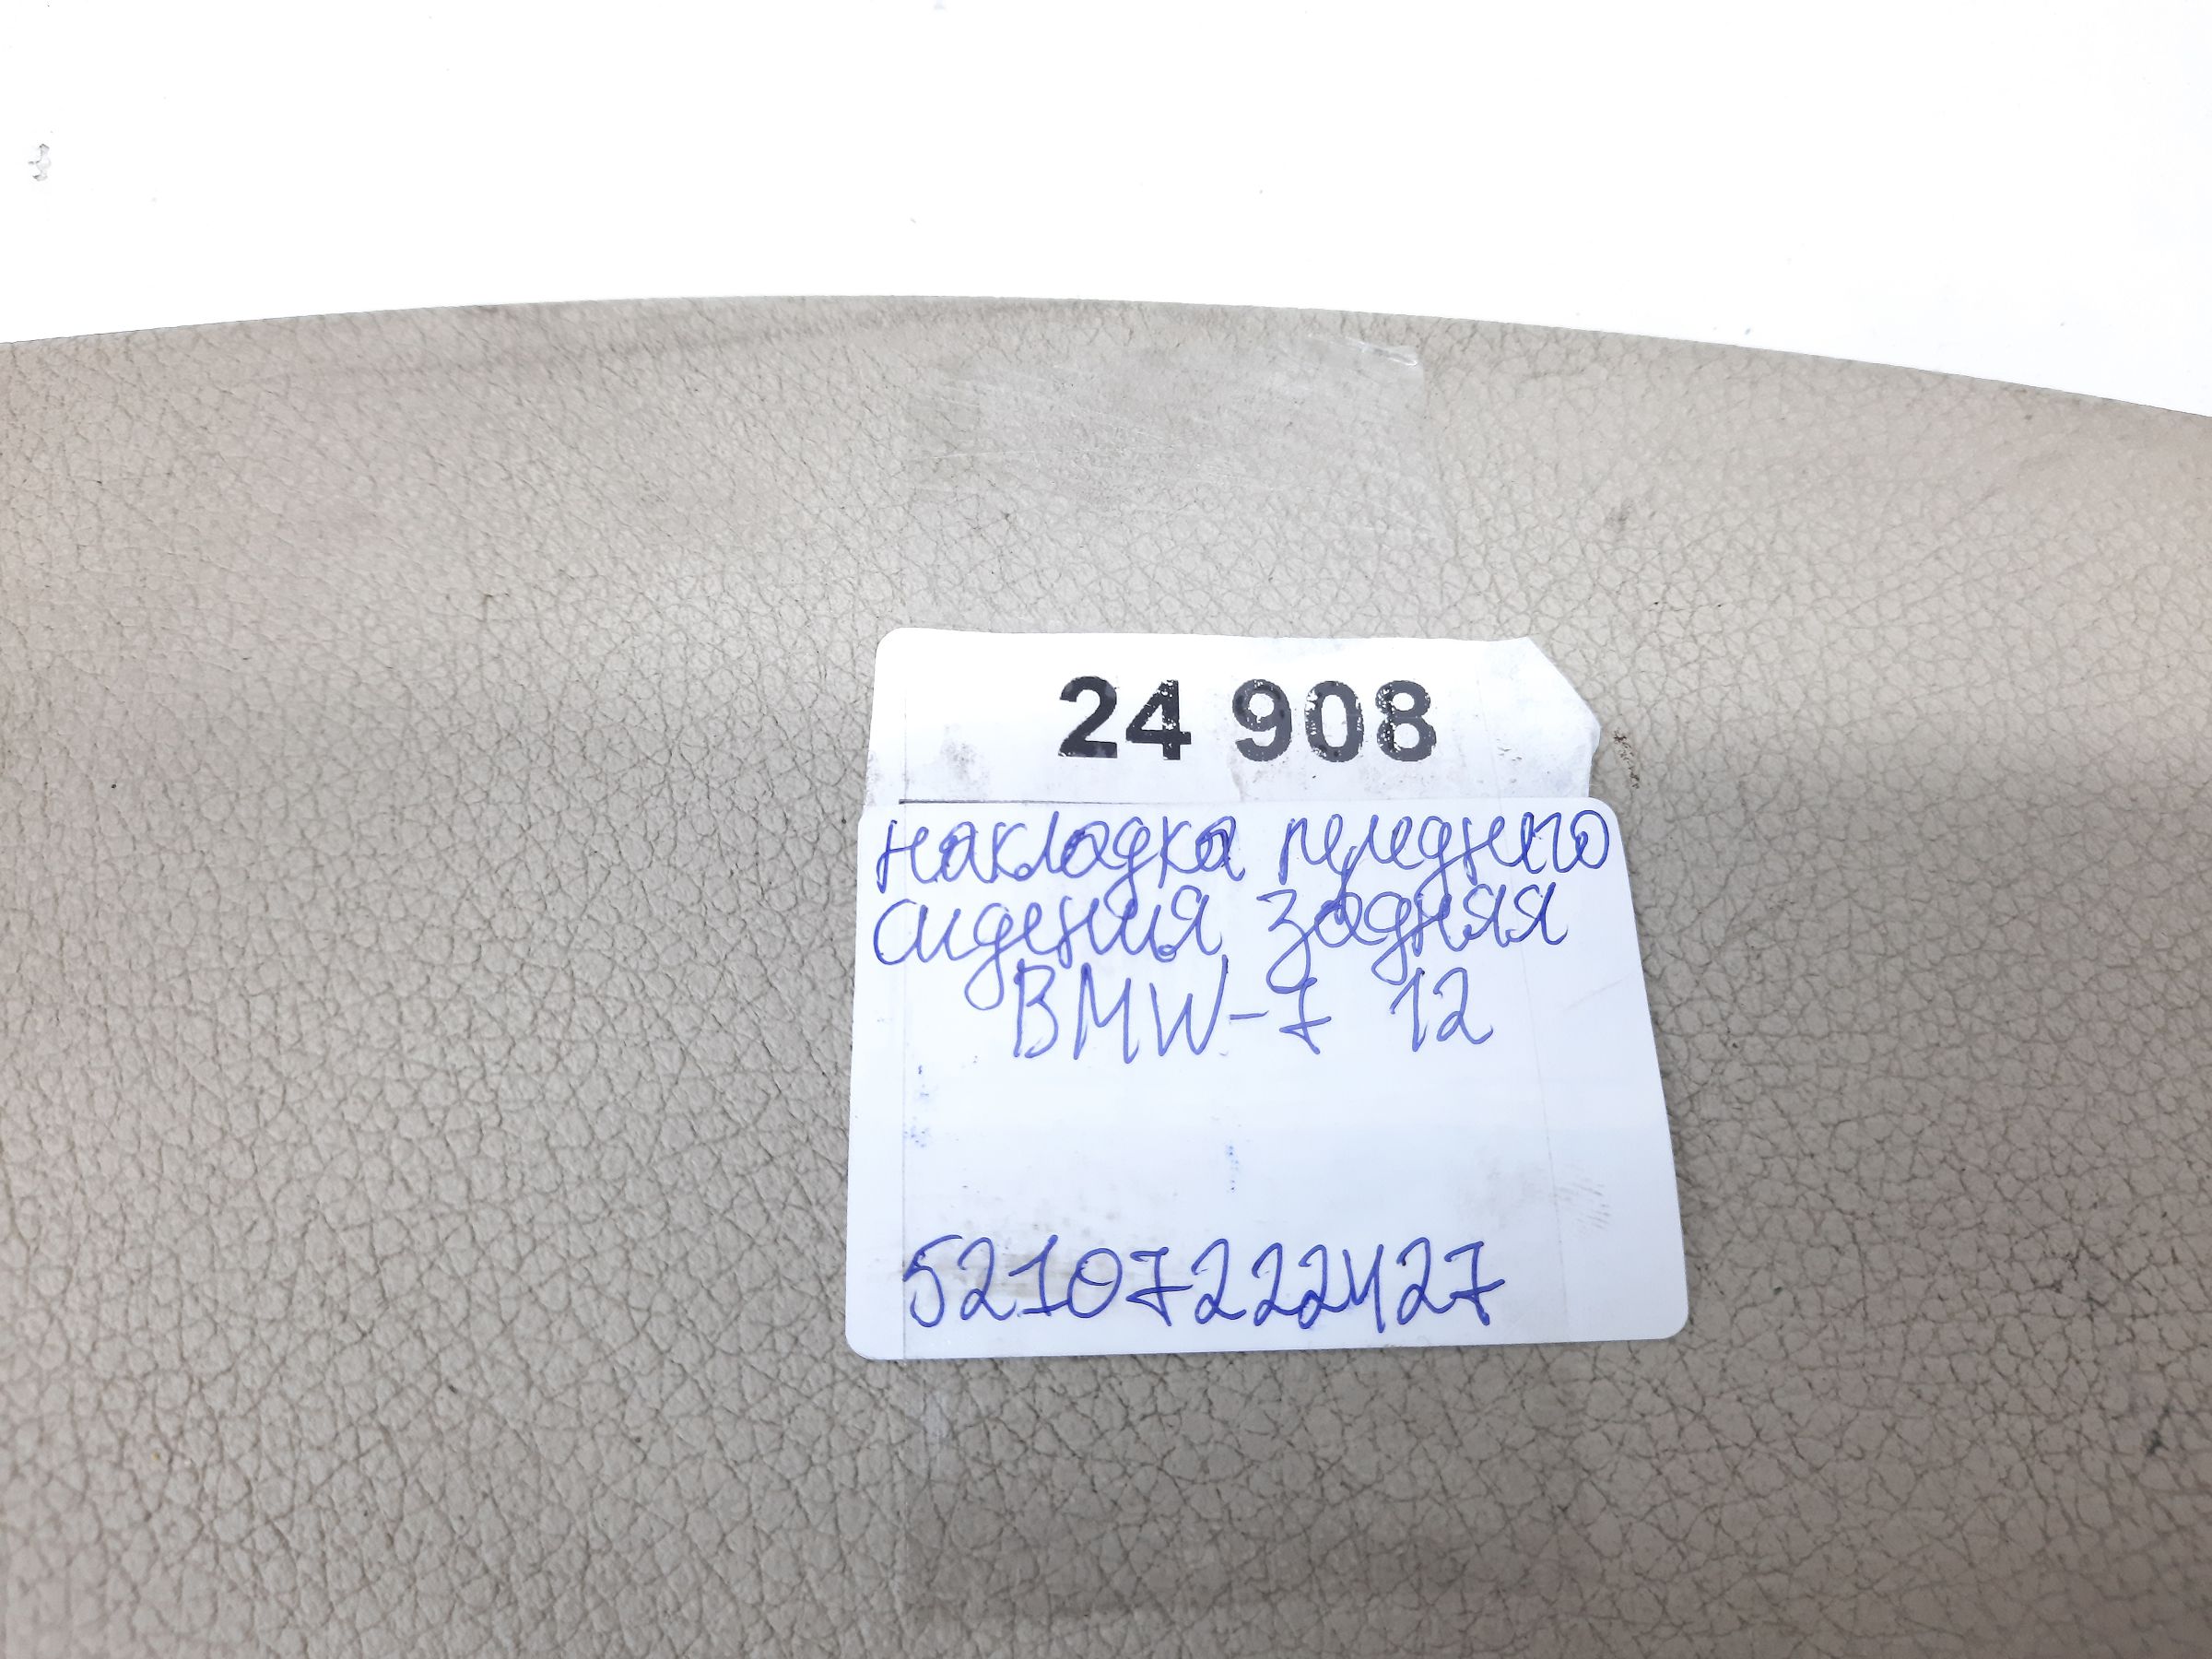 24 908
накладка переднего
сидения задняя
BMW-7 12
52107222427